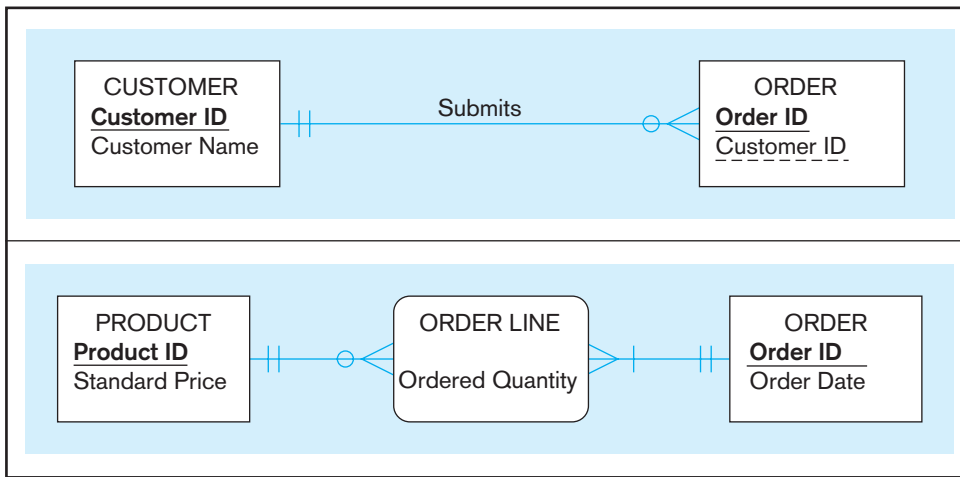 CUSTOMER
Customer ID
Customer Name
Submits
ORDER
Order ID
Customer ID
PRODUCT
Product ID
Standard Price
ORDER LINE
Ordered Quantity
ORDER
Order ID
Order Date